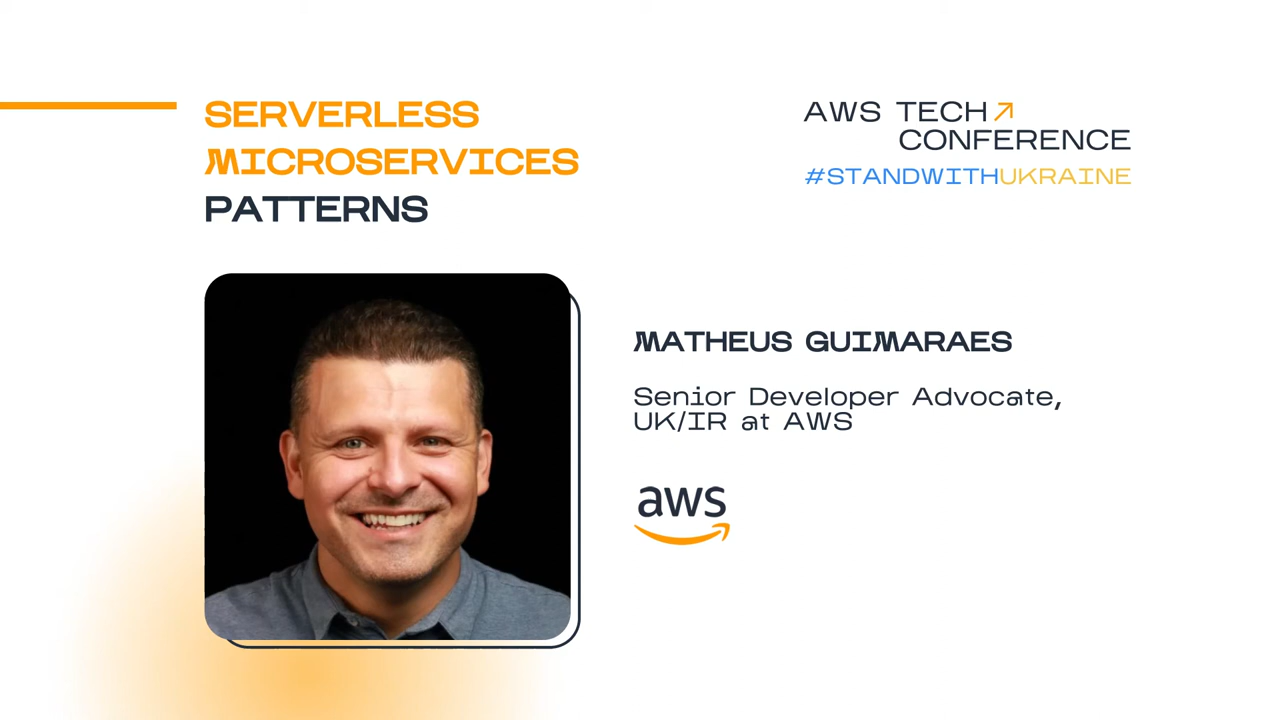 SERVERLESS
MICROSERVICES
PATTERNS
AWS TECH
CONFERENCE
#STANDWITHUKRAINE
MATHEUS GUIMARAES
Senior Developer Advocate,
UK/IR at AWS
aws